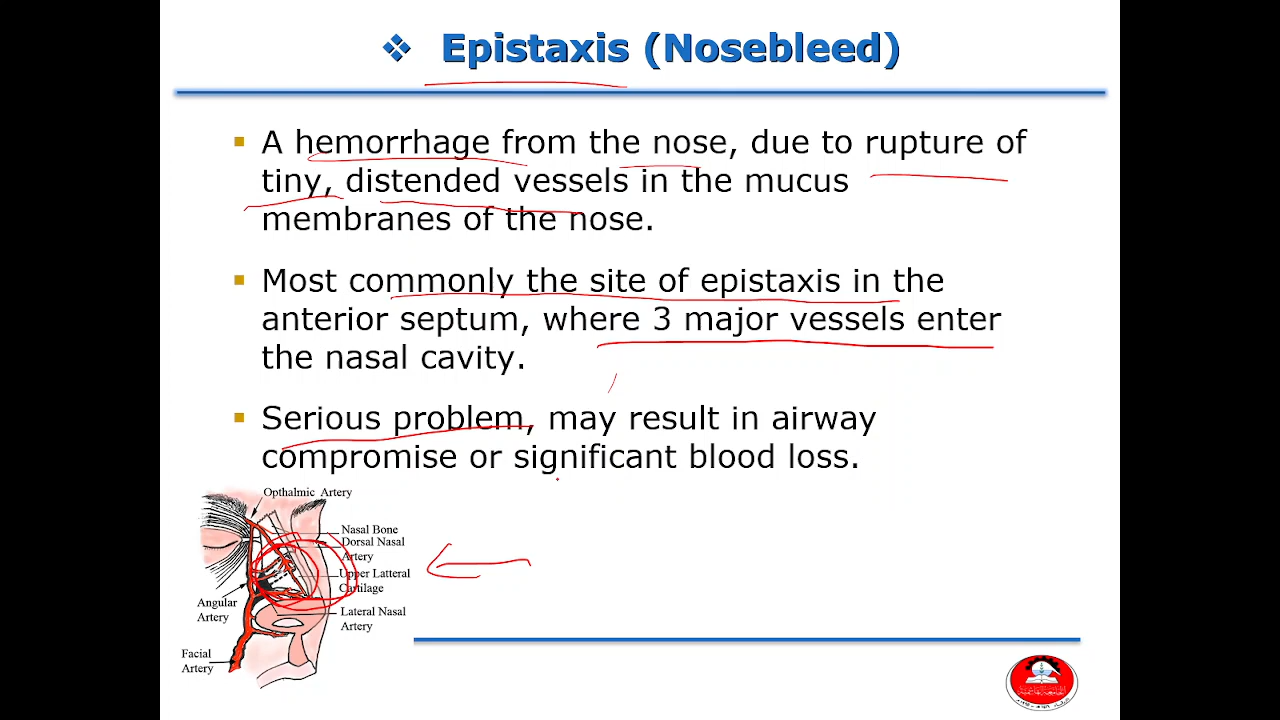 ❖ Epistaxis (Nosebleed)
▪ A hemorrhage from the nose, due to rupture of
tiny, distended vessels in the mucus
membranes of the nose.
▪ Most commonly the site of epistaxis in the
anterior septum, where 3 major vessels enter
the nasal cavity.
▪ Serious problem, may result in airway
compromise or significant blood loss.
Opthalmic Artery
Nasal Bone
Dorsal Nasal
Artery
Upper Latteral
Cartilage
Angular
Artery
Lateral Nasal
Artery
Facial
Artery